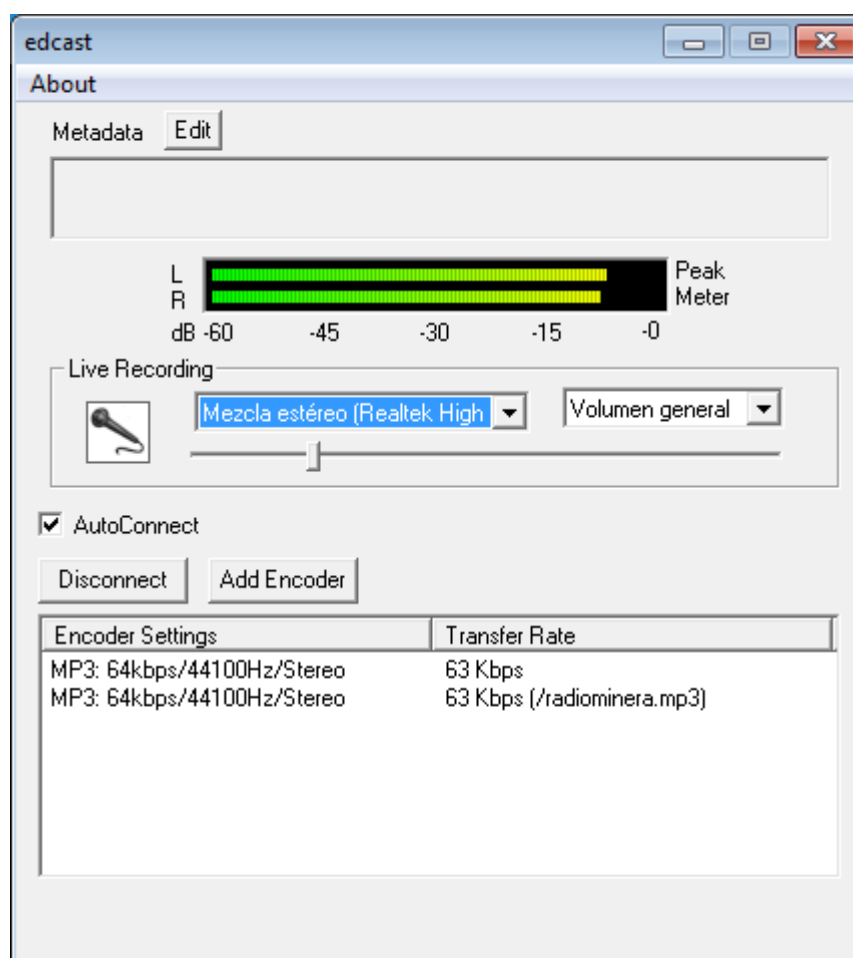 edcast
About
Metadata Edit
L Peak
R Meter
dB -60 -45 -30 -15 -0
Live Recording
Mezcla estéreo (Realtek High Volumen general
AutoConnect
Disconnect Add Encoder
Encoder Settings Transfer Rate
MP3: 64kbps/44100Hz/Stereo 63 Kbps
MP3: 64kbps/44100Hz/Stereo 63 Kbps (/radiominera.mp3)